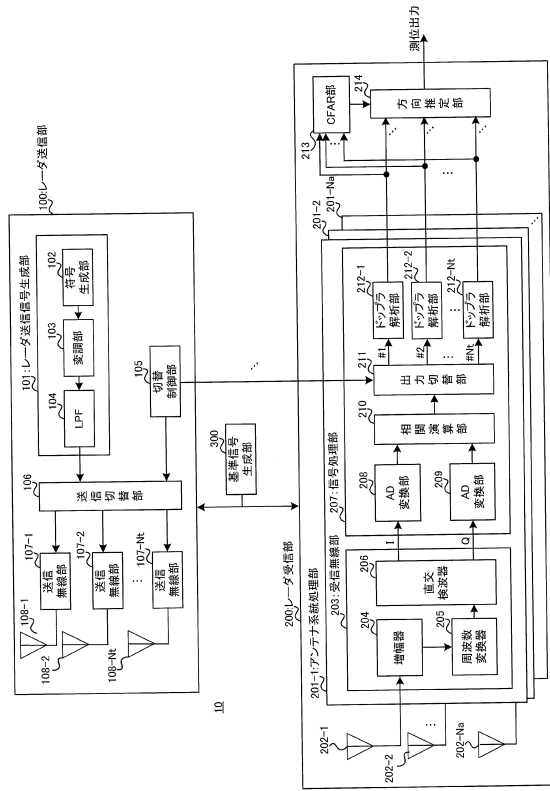 100:レーダ送信部
101:レーダ送信信号生成部
102
符号
生成部
103
変調部
104
LPF
105
切替
制御部
106
送信切替部
107-1
送信
無線部
107-2
送信
無線部
⋮
107-Nt
送信
無線部
108-1
108-2
108-Nt
10
300
基準信号
生成部
…
200:レーダ受信部
201-1:アンテナ系統処理部
201-2
201-Na
202-1
202-2
⋮
202-Na
203:受信無線部
204
増幅器
205
周波数
変換器
206
直交
検波器
I
Q
207:信号処理部
208
AD
変換部
209
AD
変換部
210
相関演算部
211
出力切替部
#1
#2
⋮
#Nt
212-1
ドップラ
解析部
212-2
ドップラ
解析部
⋮
212-Nt
ドップラ
解析部
213
CFAR部
214
方向推定部
測位出力